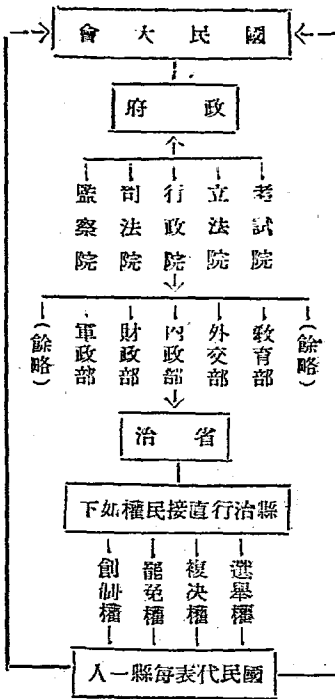 國民大會
政府
考試院
立法院
行政院
司法院
監察院
(餘略)
教育部
外交部
內政部
財政部
軍政部
(餘略)
省治
縣治行直接民權如下
選舉權
複决權
罷免權
創制權
國民代表每縣一人